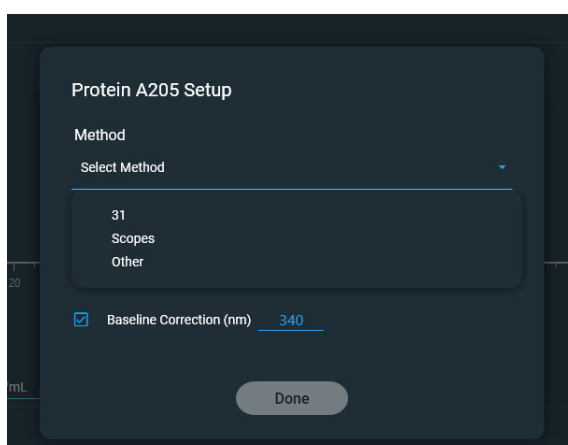 Protein A205 Setup
Method
Select Method
31
Scopes
Other
20
Baseline Correction (nm) 340
/mL
Done